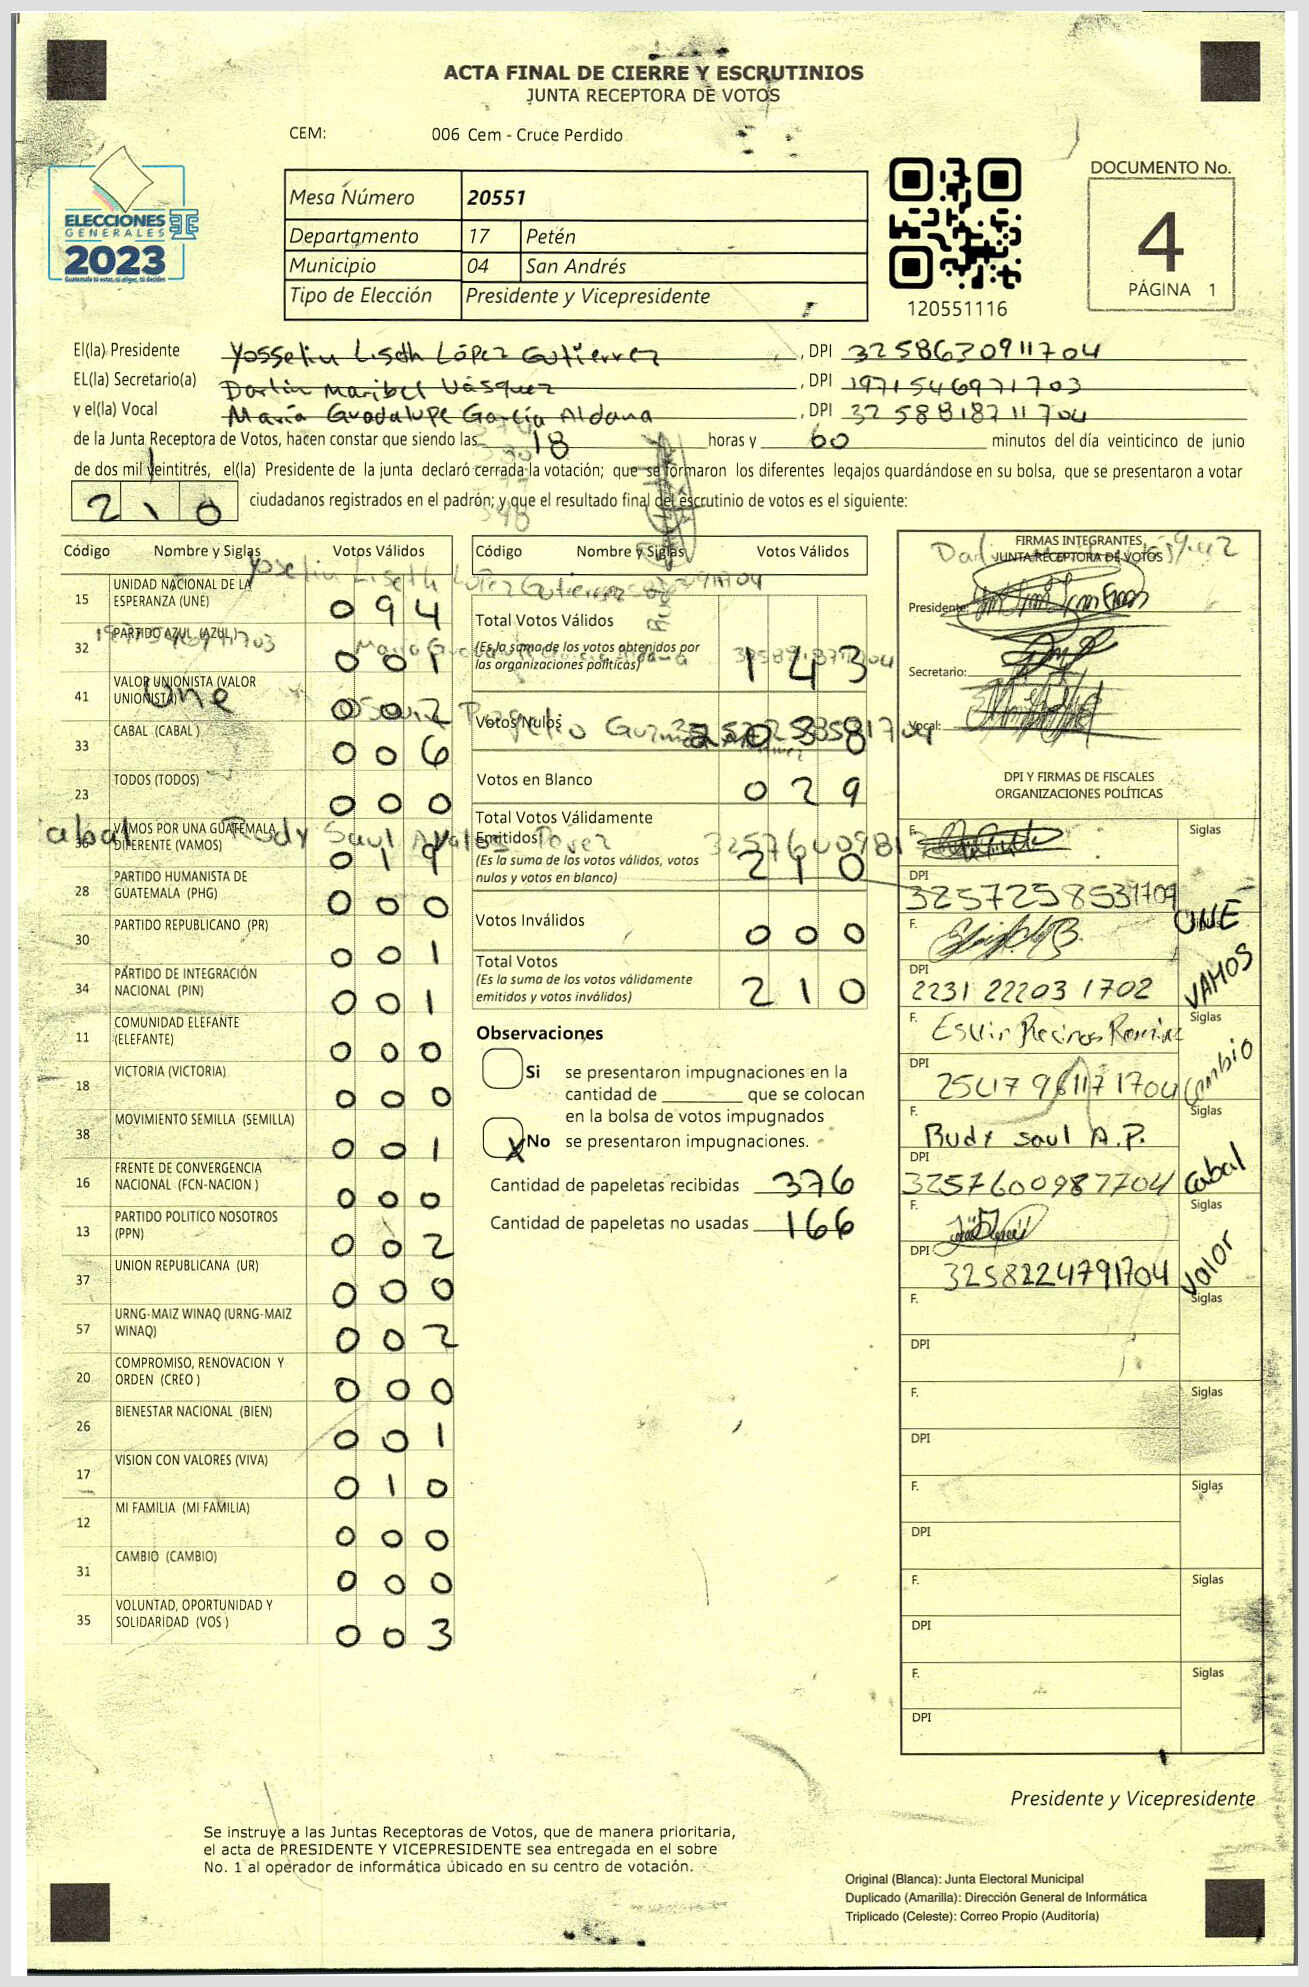 ACTA FINAL DE CIERRE Y ESCRUTINIOS
JUNTA RECEPTORA DE VOTOS
CEM: 006 Cem - Cruce Perdido
ELECCIONES
GENERALES
2023
Guatemala tú votas, tú eliges, tú decides
Mesa Número 20551
Departamento 17 Petén
Municipio 04 San Andrés
Tipo de Elección Presidente y Vicepresidente
120551116
DOCUMENTO No.
4
PÁGINA 1
El(la) Presidente Yosselin Liseth López Gutierrez , DPI 3258630911704
EL(la) Secretario(a) Darlin Maribel Vásquez , DPI 1971546971703
y el(la) Vocal María Guadalupe García Aldana , DPI 3258818711704
de la Junta Receptora de Votos, hacen constar que siendo las 18 horas y 60 minutos del día veinticinco de junio
de dos mil veintitrés, el(la) Presidente de la junta declaró cerrada la votación; que se formaron los diferentes legajos quardándose en su bolsa, que se presentaron a votar
210 ciudadanos registrados en el padrón; y que el resultado final del escrutinio de votos es el siguiente:
Código Nombre y Siglas Votos Válidos
15 UNIDAD NACIONAL DE LA ESPERANZA (UNE) 094
32 PARTIDO AZUL (AZUL) 001
41 VALOR UNIONISTA (VALOR UNIONISTA) 002
33 CABAL (CABAL ) 006
23 TODOS (TODOS) 000
36 VAMOS POR UNA GUATEMALA DIFERENTE (VAMOS) 019
28 PARTIDO HUMANISTA DE GUATEMALA (PHG) 000
30 PARTIDO REPUBLICANO (PR) 001
34 PARTIDO DE INTEGRACIÓN NACIONAL (PIN) 001
11 COMUNIDAD ELEFANTE (ELEFANTE) 000
18 VICTORIA (VICTORIA) 000
38 MOVIMIENTO SEMILLA (SEMILLA) 001
16 FRENTE DE CONVERGENCIA NACIONAL (FCN-NACION ) 000
13 PARTIDO POLITICO NOSOTROS (PPN) 002
37 UNION REPUBLICANA (UR) 000
57 URNG-MAIZ WINAQ (URNG-MAIZ WINAQ) 002
20 COMPROMISO, RENOVACION Y ORDEN (CREO ) 000
26 BIENESTAR NACIONAL (BIEN) 001
17 VISION CON VALORES (VIVA) 010
12 MI FAMILIA (MI FAMILIA) 000
31 CAMBIO (CAMBIO) 000
35 VOLUNTAD, OPORTUNIDAD Y SOLIDARIDAD (VOS ) 003
Yoselin Liseth López Gutierrez
une
cabal Rudy Saul
Código Nombre y Siglas Votos Válidos
Total Votos Válidos 143
(Es la suma de los votos obtenidos por
las organizaciones políticas)
Votos Nulos 038
Votos en Blanco 029
Total Votos Válidamente
Emitidos 210
(Es la suma de los votos válidos, votos
nulos y votos en blanco)
Votos Inválidos 000
Total Votos 210
(Es la suma de los votos válidamente
emitidos y votos inválidos)
Observaciones
Si se presentaron impugnaciones en la
cantidad de ________ que se colocan
en la bolsa de votos impugnados
X No se presentaron impugnaciones.
Cantidad de papeletas recibidas 376
Cantidad de papeletas no usadas 166
FIRMAS INTEGRANTES
JUNTA RECEPTORA DE VOTOS
Presidente:
Secretario:
Vocal:
DPI Y FIRMAS DE FISCALES
ORGANIZACIONES POLÍTICAS
F. Siglas
DPI 3257258531709 UNE
F. Siglas
DPI 2231 22203 1702 VAMOS
F. Esvin Recinos Siglas
DPI 2547 96117 1704 Cambio
F. Rudy Saul A.P. Siglas
DPI 3257600987704 Cabal
F. Siglas
DPI 3258224791704 Valor
F. Siglas
DPI
F. Siglas
DPI
F. Siglas
DPI
F. Siglas
DPI
F. Siglas
DPI
Presidente y Vicepresidente
Se instruye a las Juntas Receptoras de Votos, que de manera prioritaria,
el acta de PRESIDENTE Y VICEPRESIDENTE sea entregada en el sobre
No. 1 al operador de informática úbicado en su centro de votación.
Original (Blanca): Junta Electoral Municipal
Duplicado (Amarilla): Dirección General de Informática
Triplicado (Celeste): Correo Propio (Auditoría)